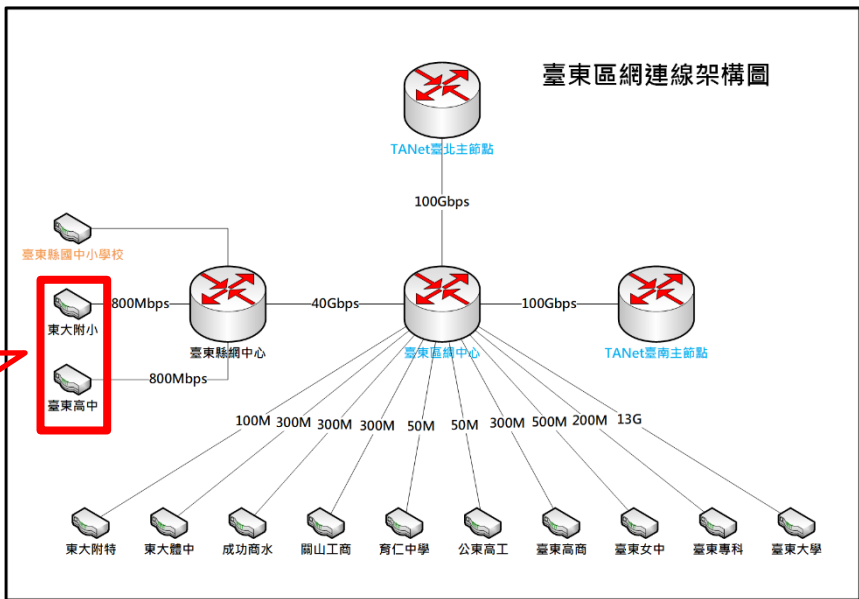 臺東區網連線架構圖
TANet臺北主節點
100Gbps
臺東縣國中小學校
800Mbps
40Gbps
100Gbps
東大附小
臺東縣網中心
臺東區網中心
TANet臺南主節點
800Mbps
臺東高中
100M 300M 300M 300M 50M 50M 300M 500M 200M 13G
東大附特 東大體中 成功商水 關山工商 育仁中學 公東高工 臺東高商 臺東女中 臺東專科 臺東大學